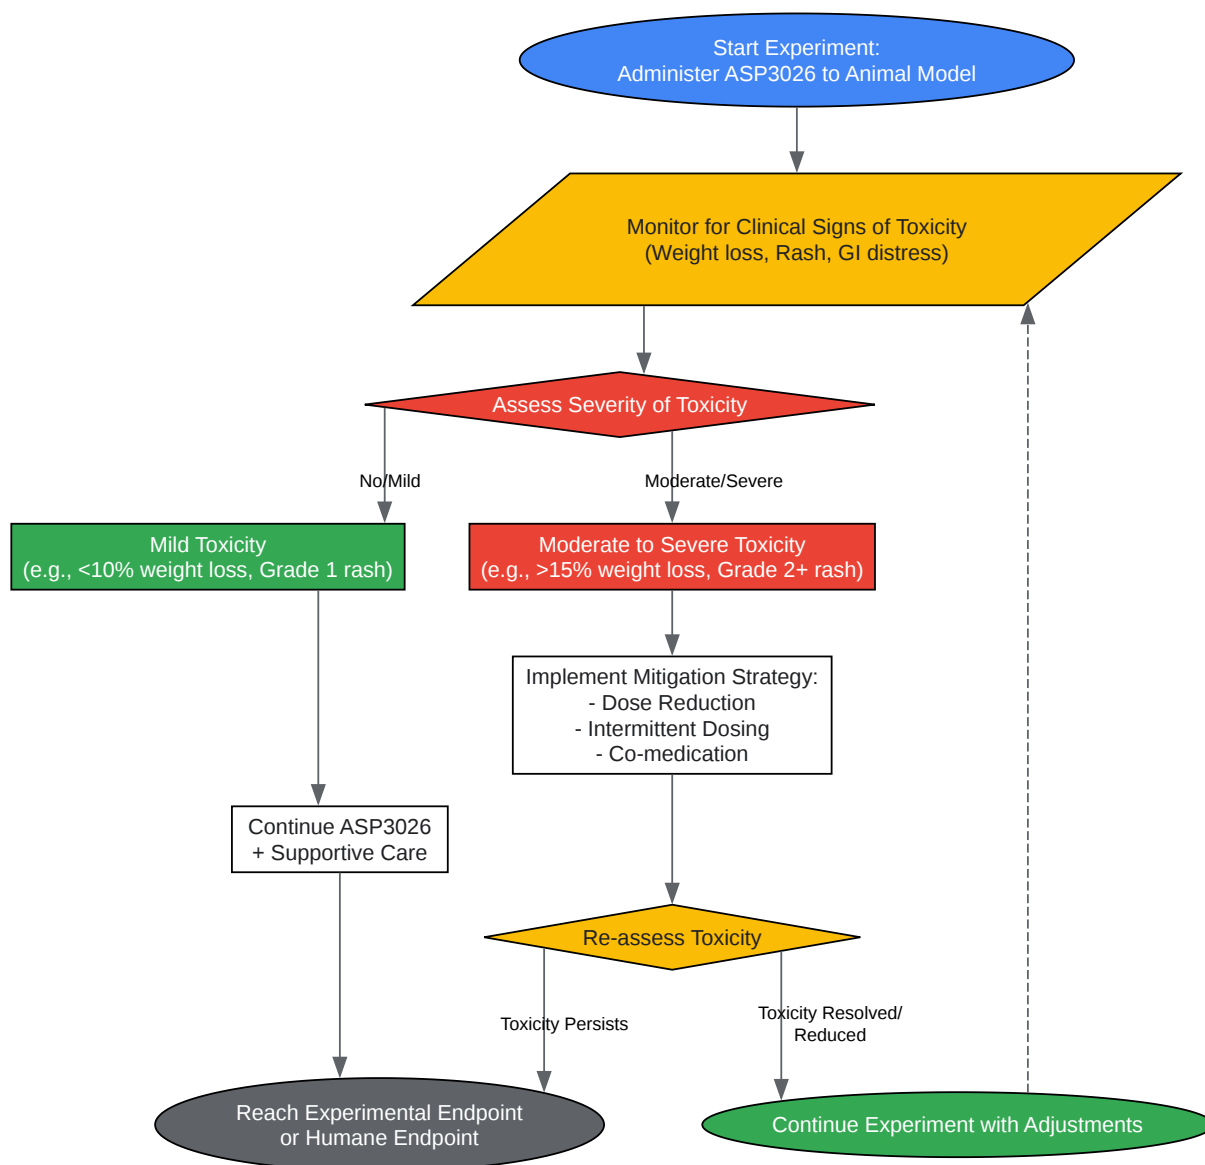 Start Experiment:
Administer ASP3026 to Animal Model
Monitor for Clinical Signs of Toxicity
(Weight loss, Rash, GI distress)
Assess Severity of Toxicity
No/Mild
Moderate/Severe
Mild Toxicity
(e.g., <10% weight loss, Grade 1 rash)
Moderate to Severe Toxicity
(e.g., >15% weight loss, Grade 2+ rash)
Implement Mitigation Strategy:
- Dose Reduction
- Intermittent Dosing
- Co-medication
Continue ASP3026
+ Supportive Care
Re-assess Toxicity
Toxicity Persists
Toxicity Resolved/
Reduced
Reach Experimental Endpoint
or Humane Endpoint
Continue Experiment with Adjustments